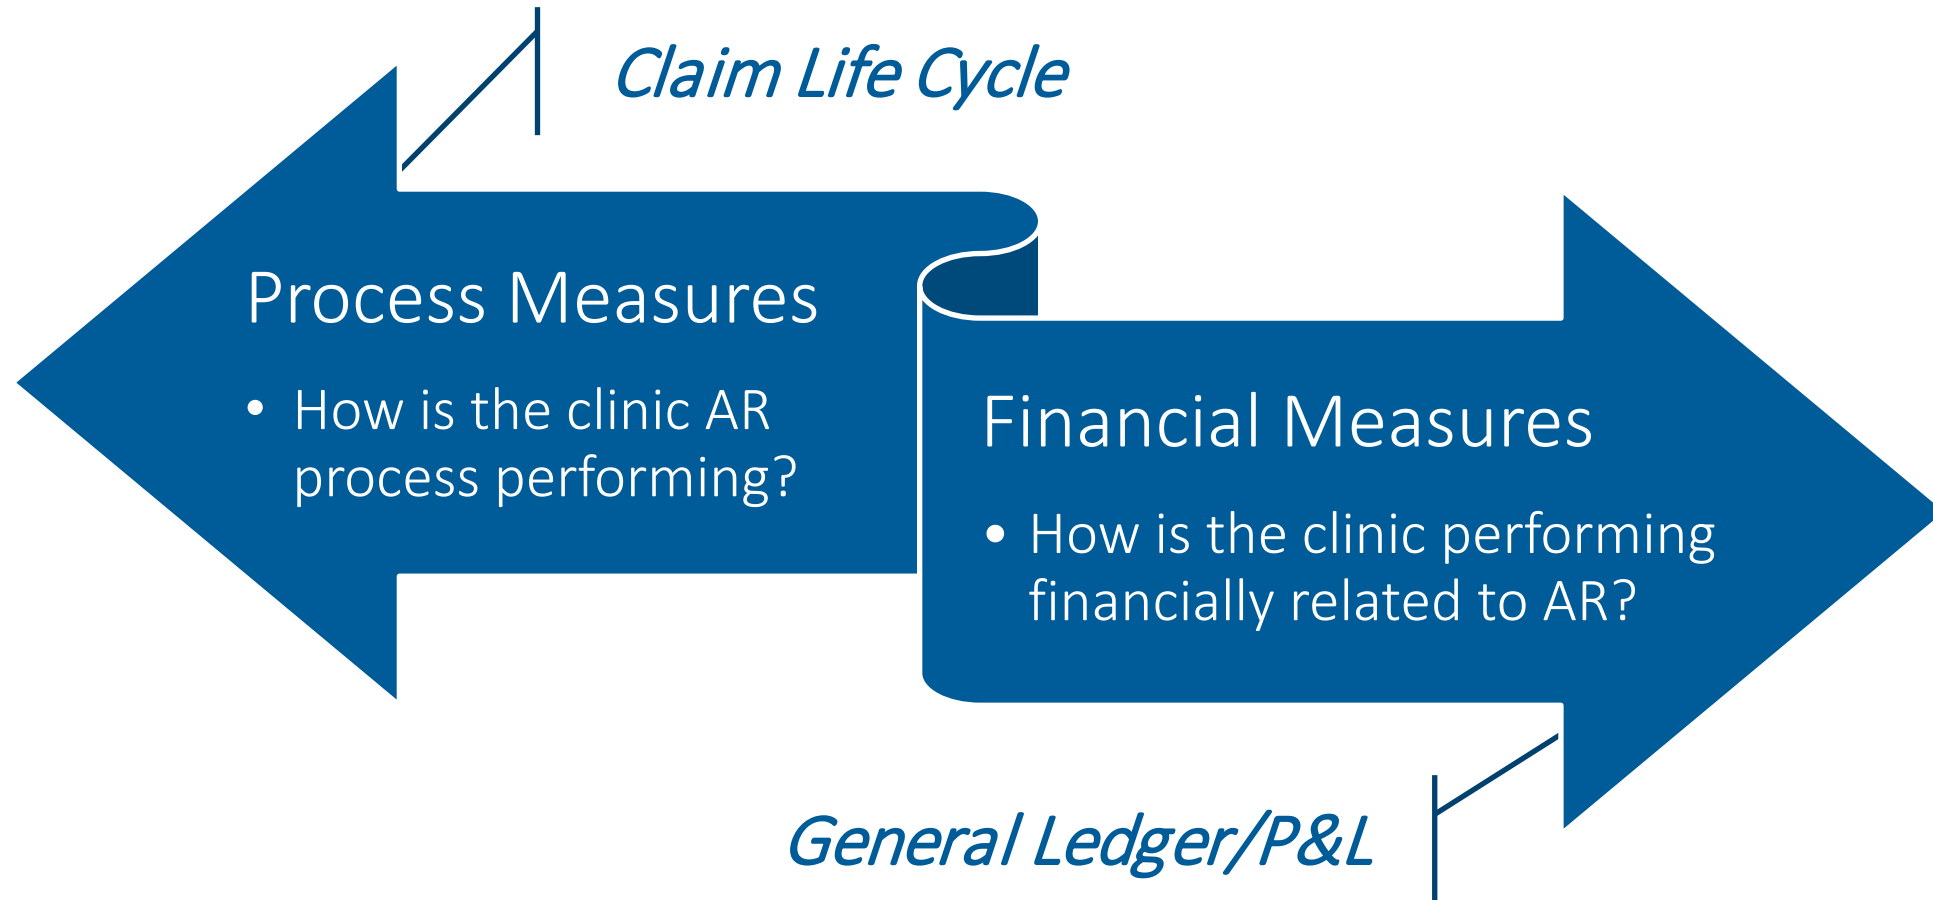 Claim Life Cycle
Process Measures
• How is the clinic AR
process performing?
Financial Measures
• How is the clinic performing
financially related to AR?
General Ledger/P&L